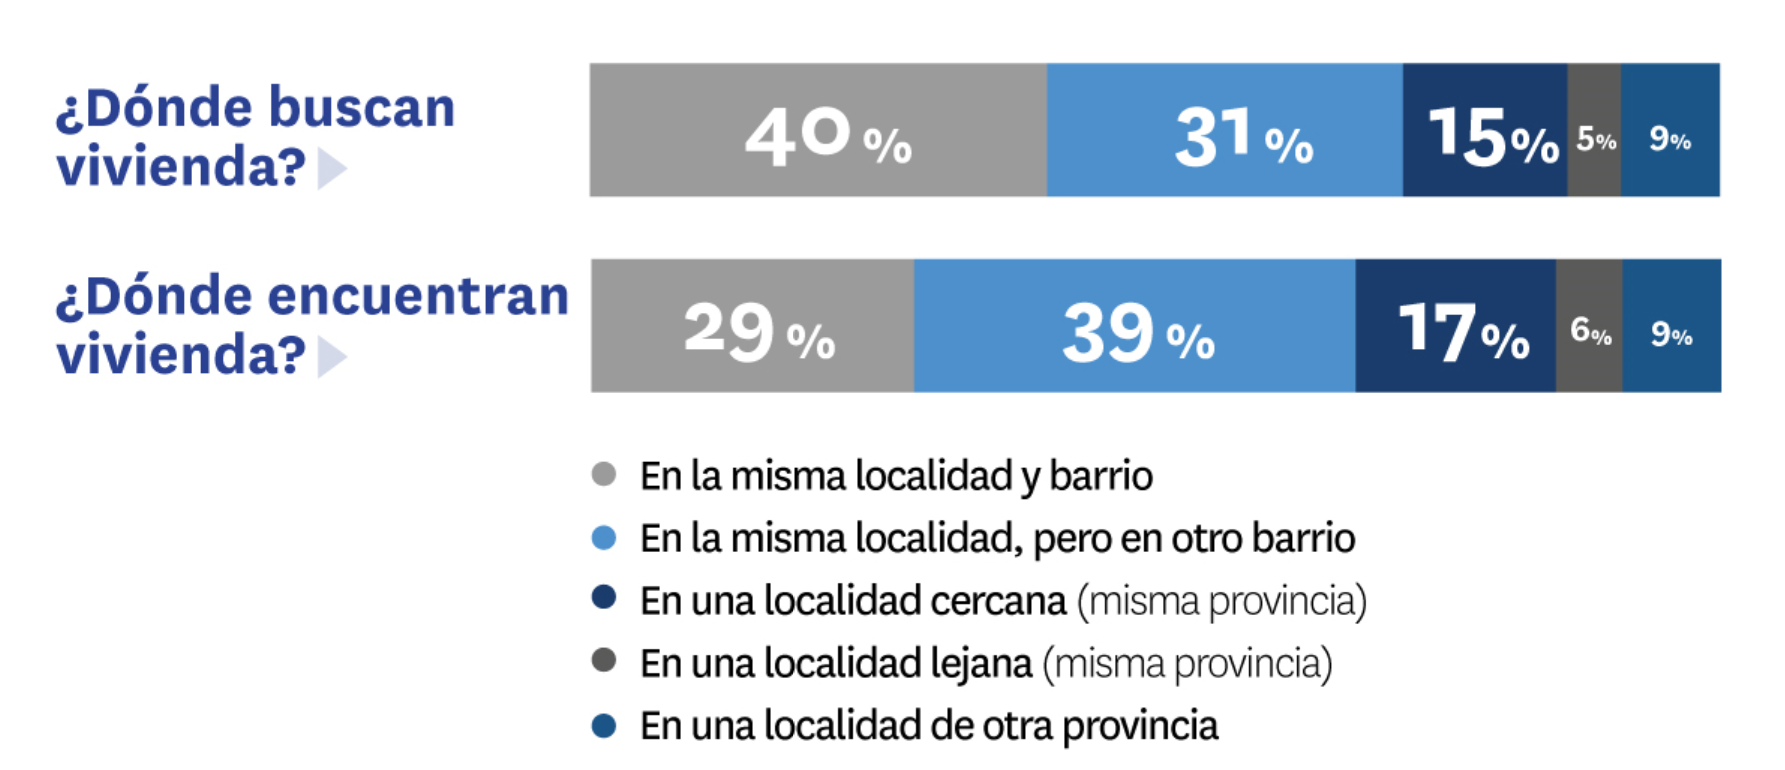 ¿Dónde buscan
vivienda?
40 % 31 % 15% 5% 9%
¿Dónde encuentran
vivienda?
29 % 39 % 17% 6% 9%
En la misma localidad y barrio
En la misma localidad, pero en otro barrio
En una localidad cercana (misma provincia)
En una localidad lejana (misma provincia)
En una localidad de otra provincia